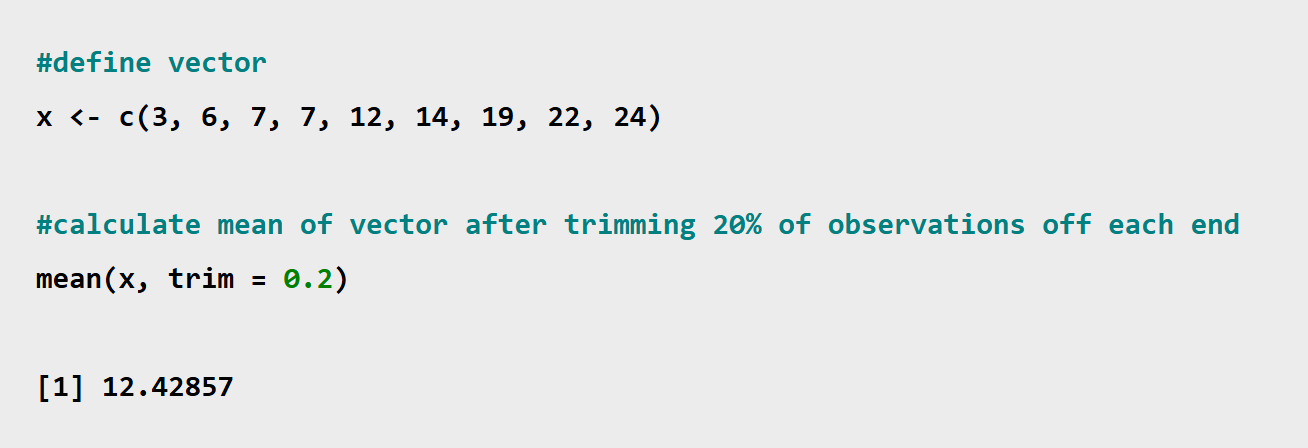 #define vector
x <- c(3, 6, 7, 7, 12, 14, 19, 22, 24)
#calculate mean of vector after trimming 20% of observations off each end
mean(x, trim = 0.2)
[1] 12.42857